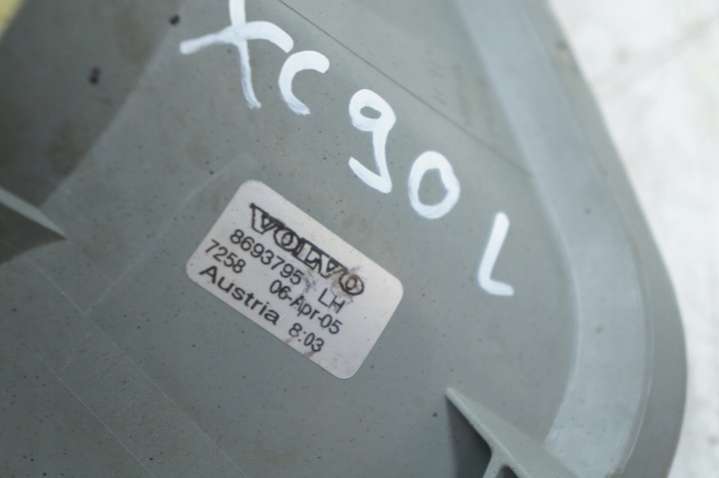 XC90 L
VOLVO
8693795 LH
7258 06-Apr-05
Austria 8:03